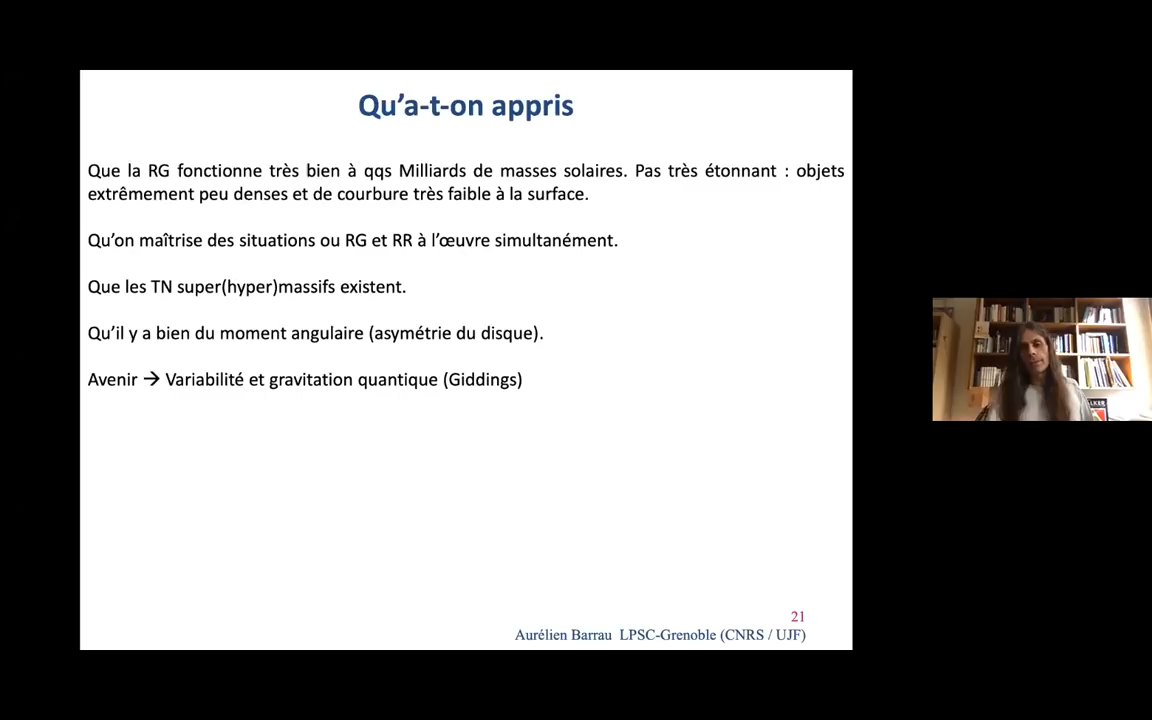 Qu’a-t-on appris
Que la RG fonctionne très bien à qqs Milliards de masses solaires. Pas très étonnant : objets
extrêmement peu denses et de courbure très faible à la surface.
Qu’on maîtrise des situations ou RG et RR à l’œuvre simultanément.
Que les TN super(hyper)massifs existent.
Qu’il y a bien du moment angulaire (asymétrie du disque).
Avenir → Variabilité et gravitation quantique (Giddings)
21
Aurélien Barrau LPSC-Grenoble (CNRS / UJF)